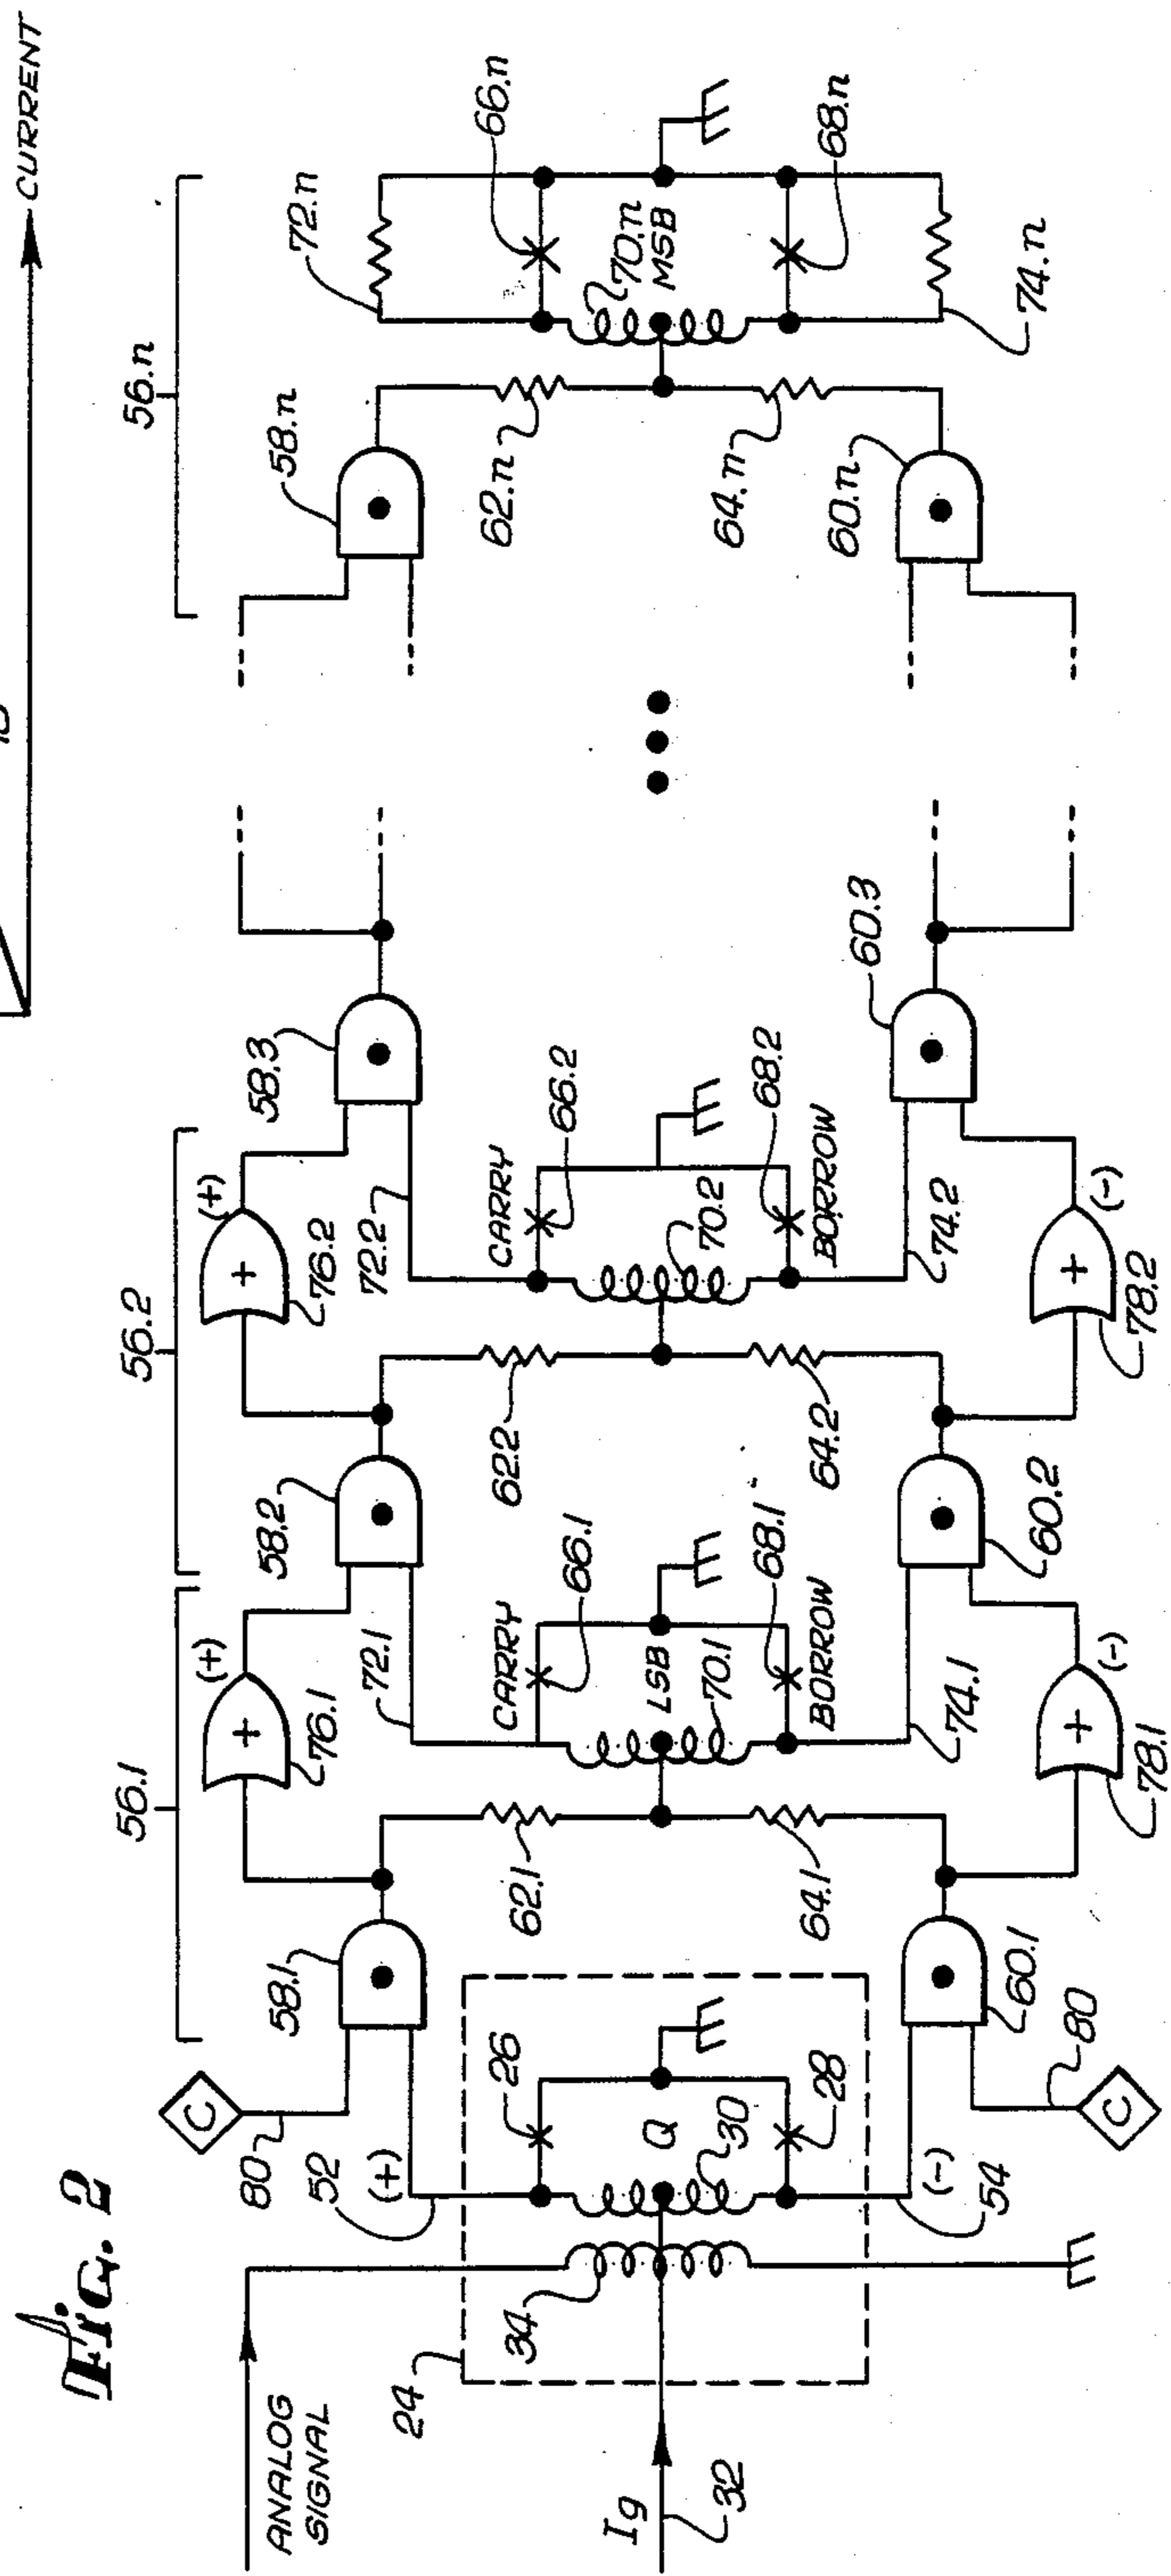 Fig. 2
10
CURRENT
56.1
56.2
56.n
(+)
(+)
76.1
76.2
C
80
58.1
58.2
58.3
58.n
72.n
52
(+)
72.1
72.2
ANALOG
SIGNAL
24
34
26
Q
30
28
62.1
CARRY
66.1
LSB
70.1
68.1
BORROW
64.1
62.2
CARRY
66.2
70.2
68.2
BORROW
64.2
62.n
66.n
70.n
MSB
68.n
64.n
Ig
32
(-)
54
60.1
74.1
60.2
74.2
60.3
60.n
74.n
80
C
78.1
(-)
78.2
(-)